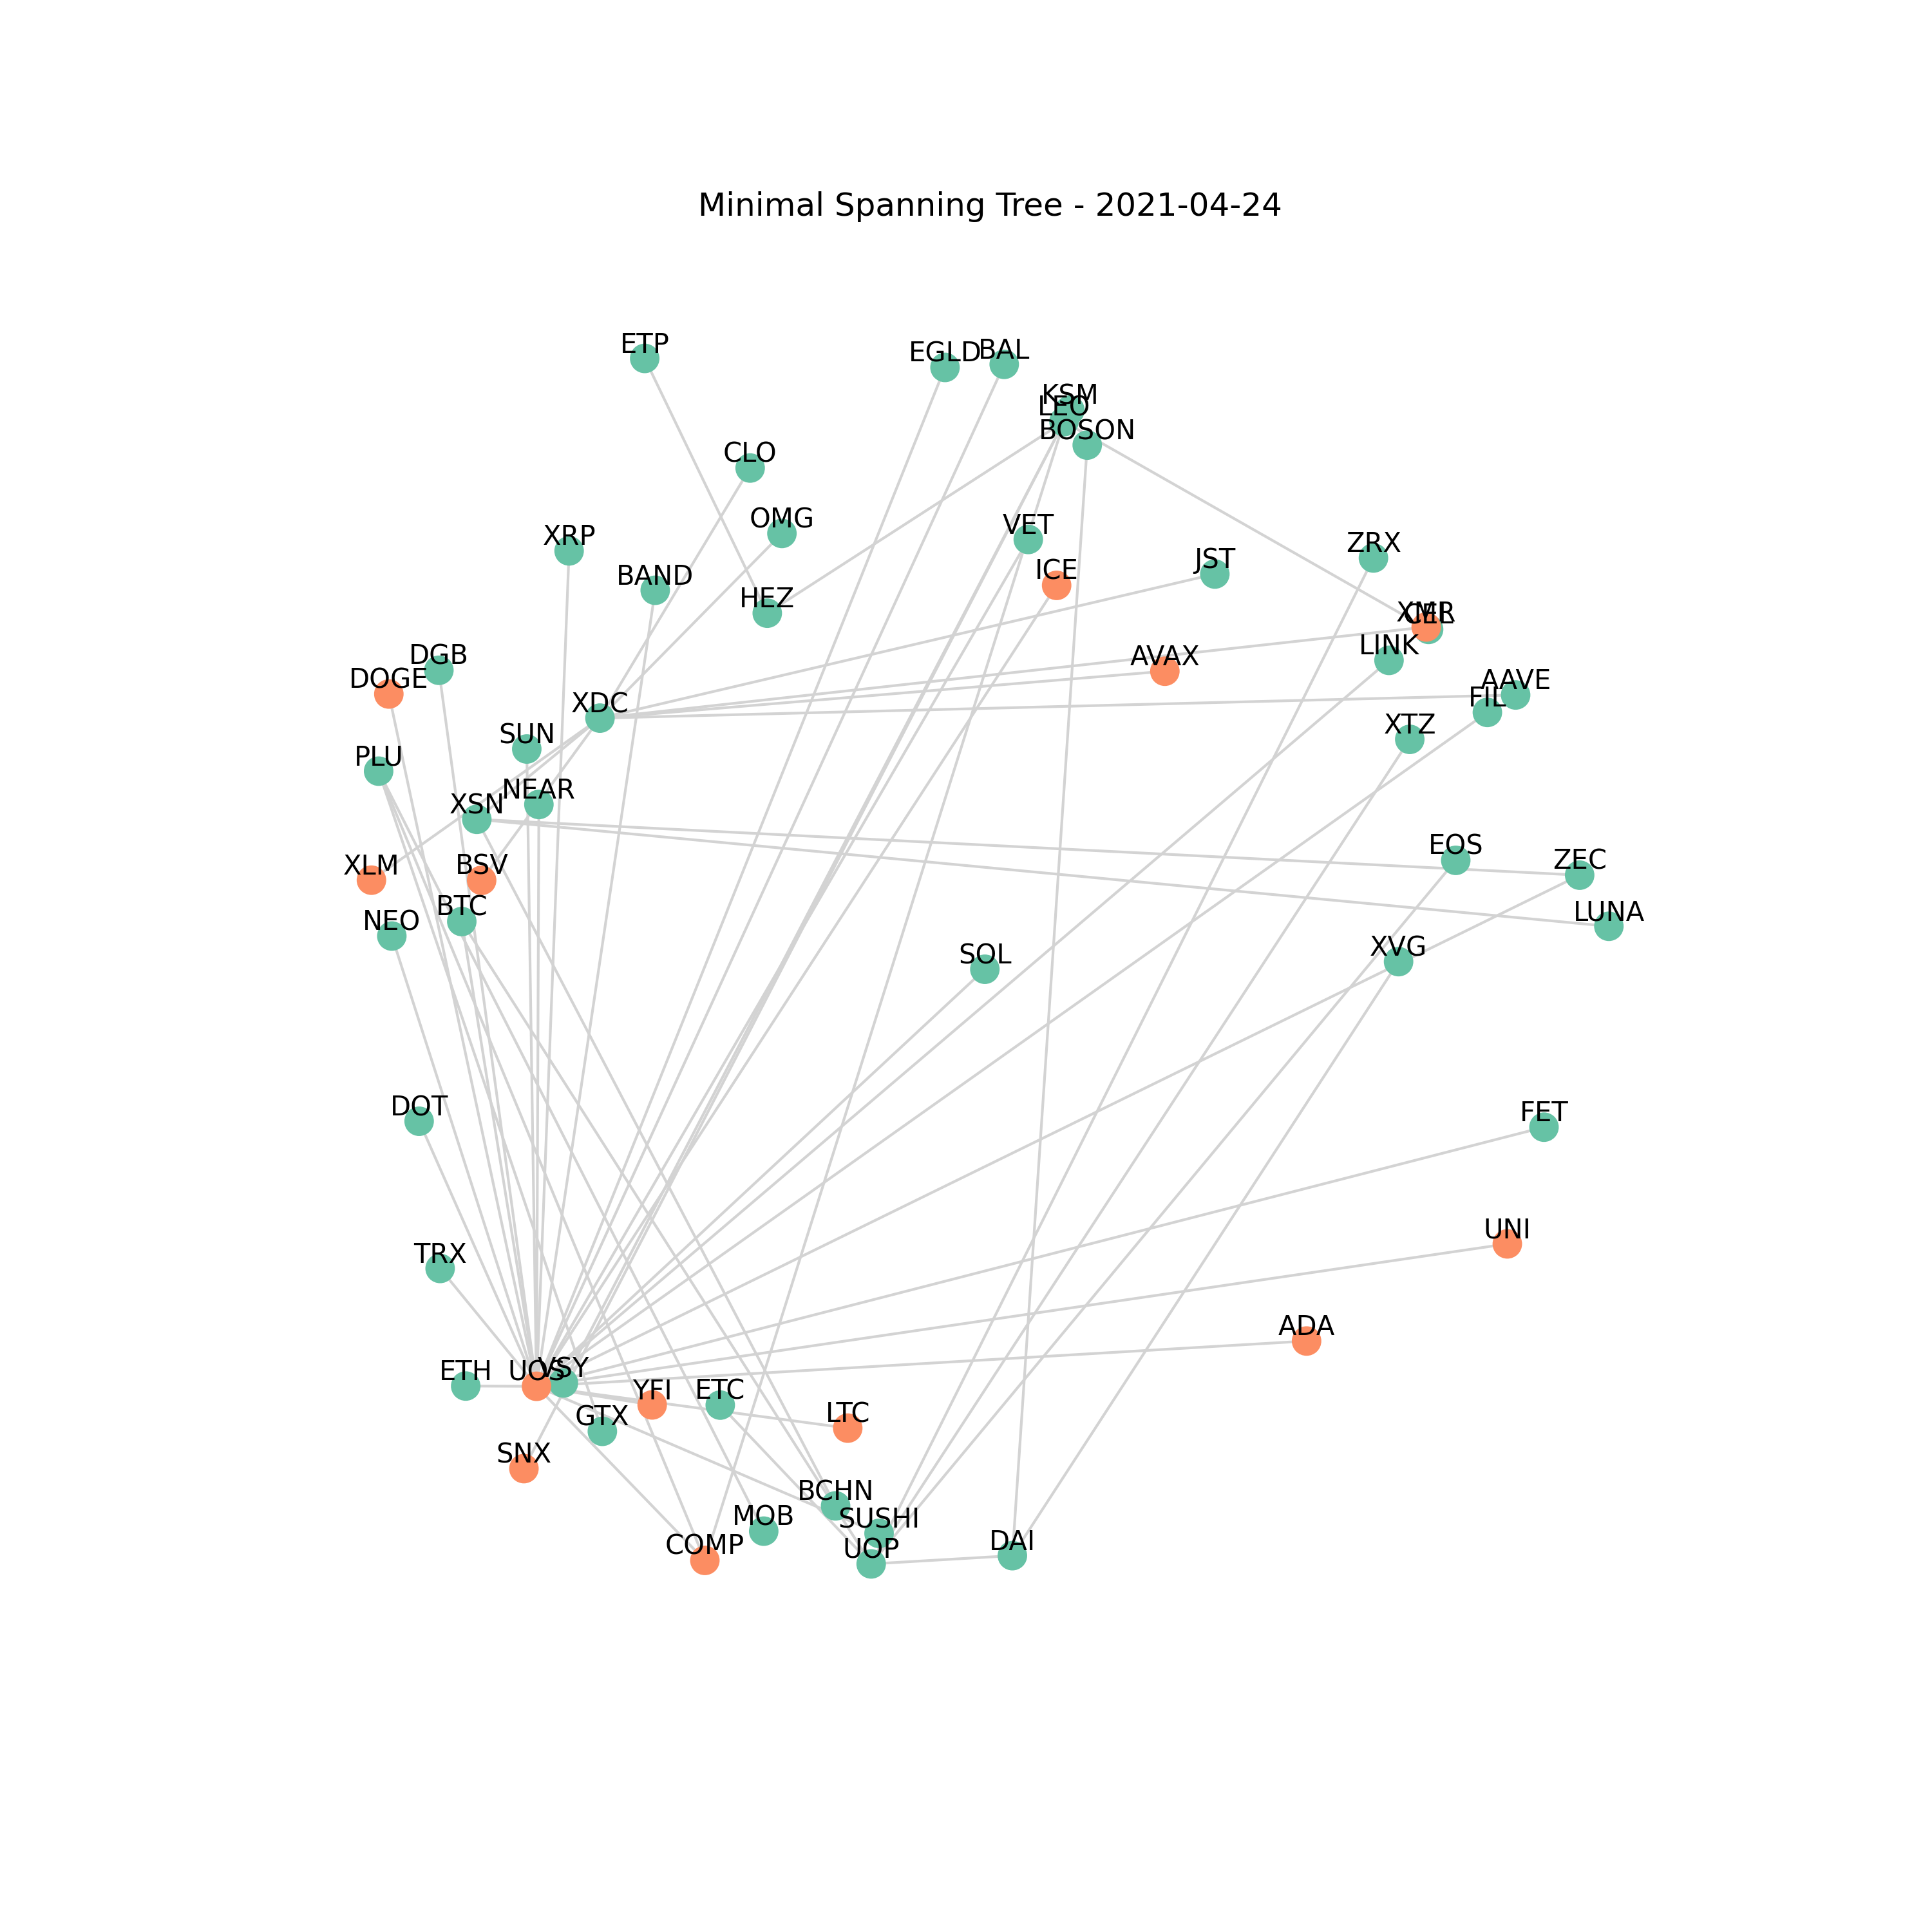 Minimal Spanning Tree - 2021-04-24
ETP
EGLD
BAL
KSM
LEO
BOSON
CLO
OMG
VET
XRP
ZRX
JST
ICE
BAND
HEZ
XMR
CEL
LINK
DGB
AVAX
DOGE
AAVE
FIL
XDC
XTZ
SUN
PLU
NEAR
XSN
EOS
ZEC
XLM
BSV
BTC
LUNA
NEO
XVG
SOL
DOT
FET
UNI
TRX
ADA
ETH
UOS
VSY
YFI
ETC
LTC
GTX
SNX
BCHN
MOB
SUSHI
COMP
UOP
DAI